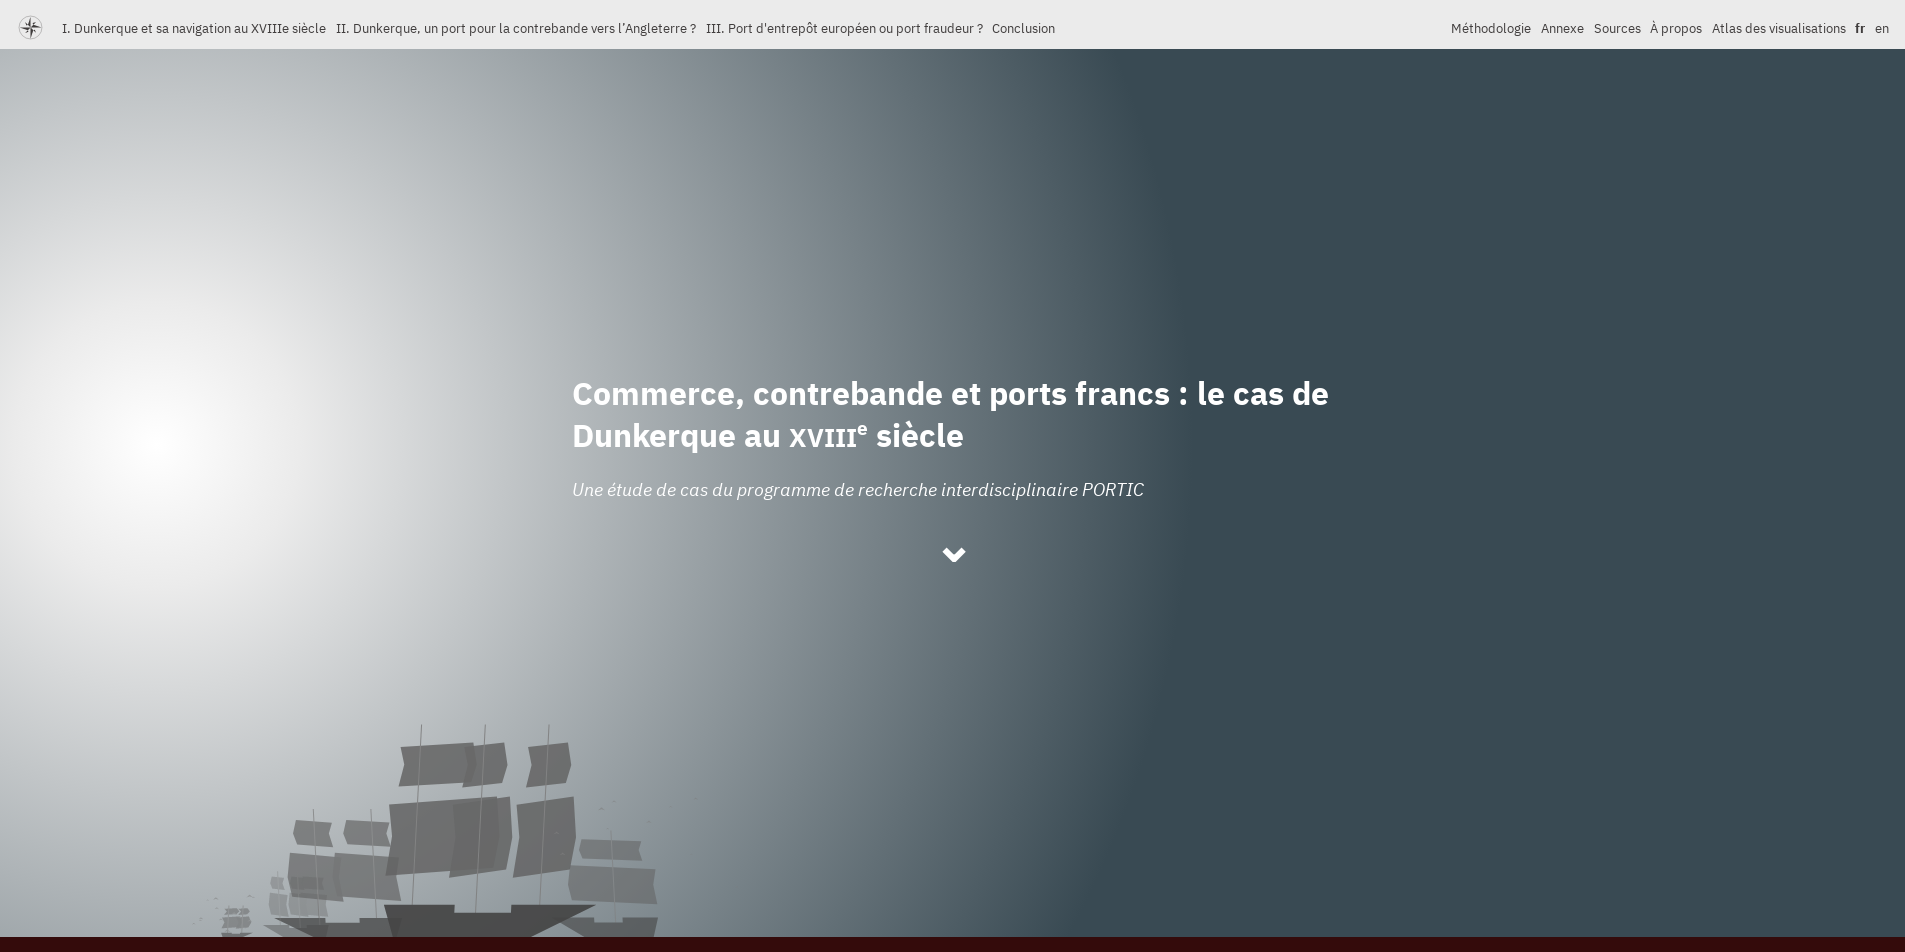 I. Dunkerque et sa navigation au XVIIIe siècle II. Dunkerque, un port pour la contrebande vers l’Angleterre ? III. Port d'entrepôt européen ou port fraudeur ? Conclusion Méthodologie Annexe Sources À propos Atlas des visualisations fr en
Commerce, contrebande et ports francs : le cas de
Dunkerque au XVIIIe siècle
Une étude de cas du programme de recherche interdisciplinaire PORTIC